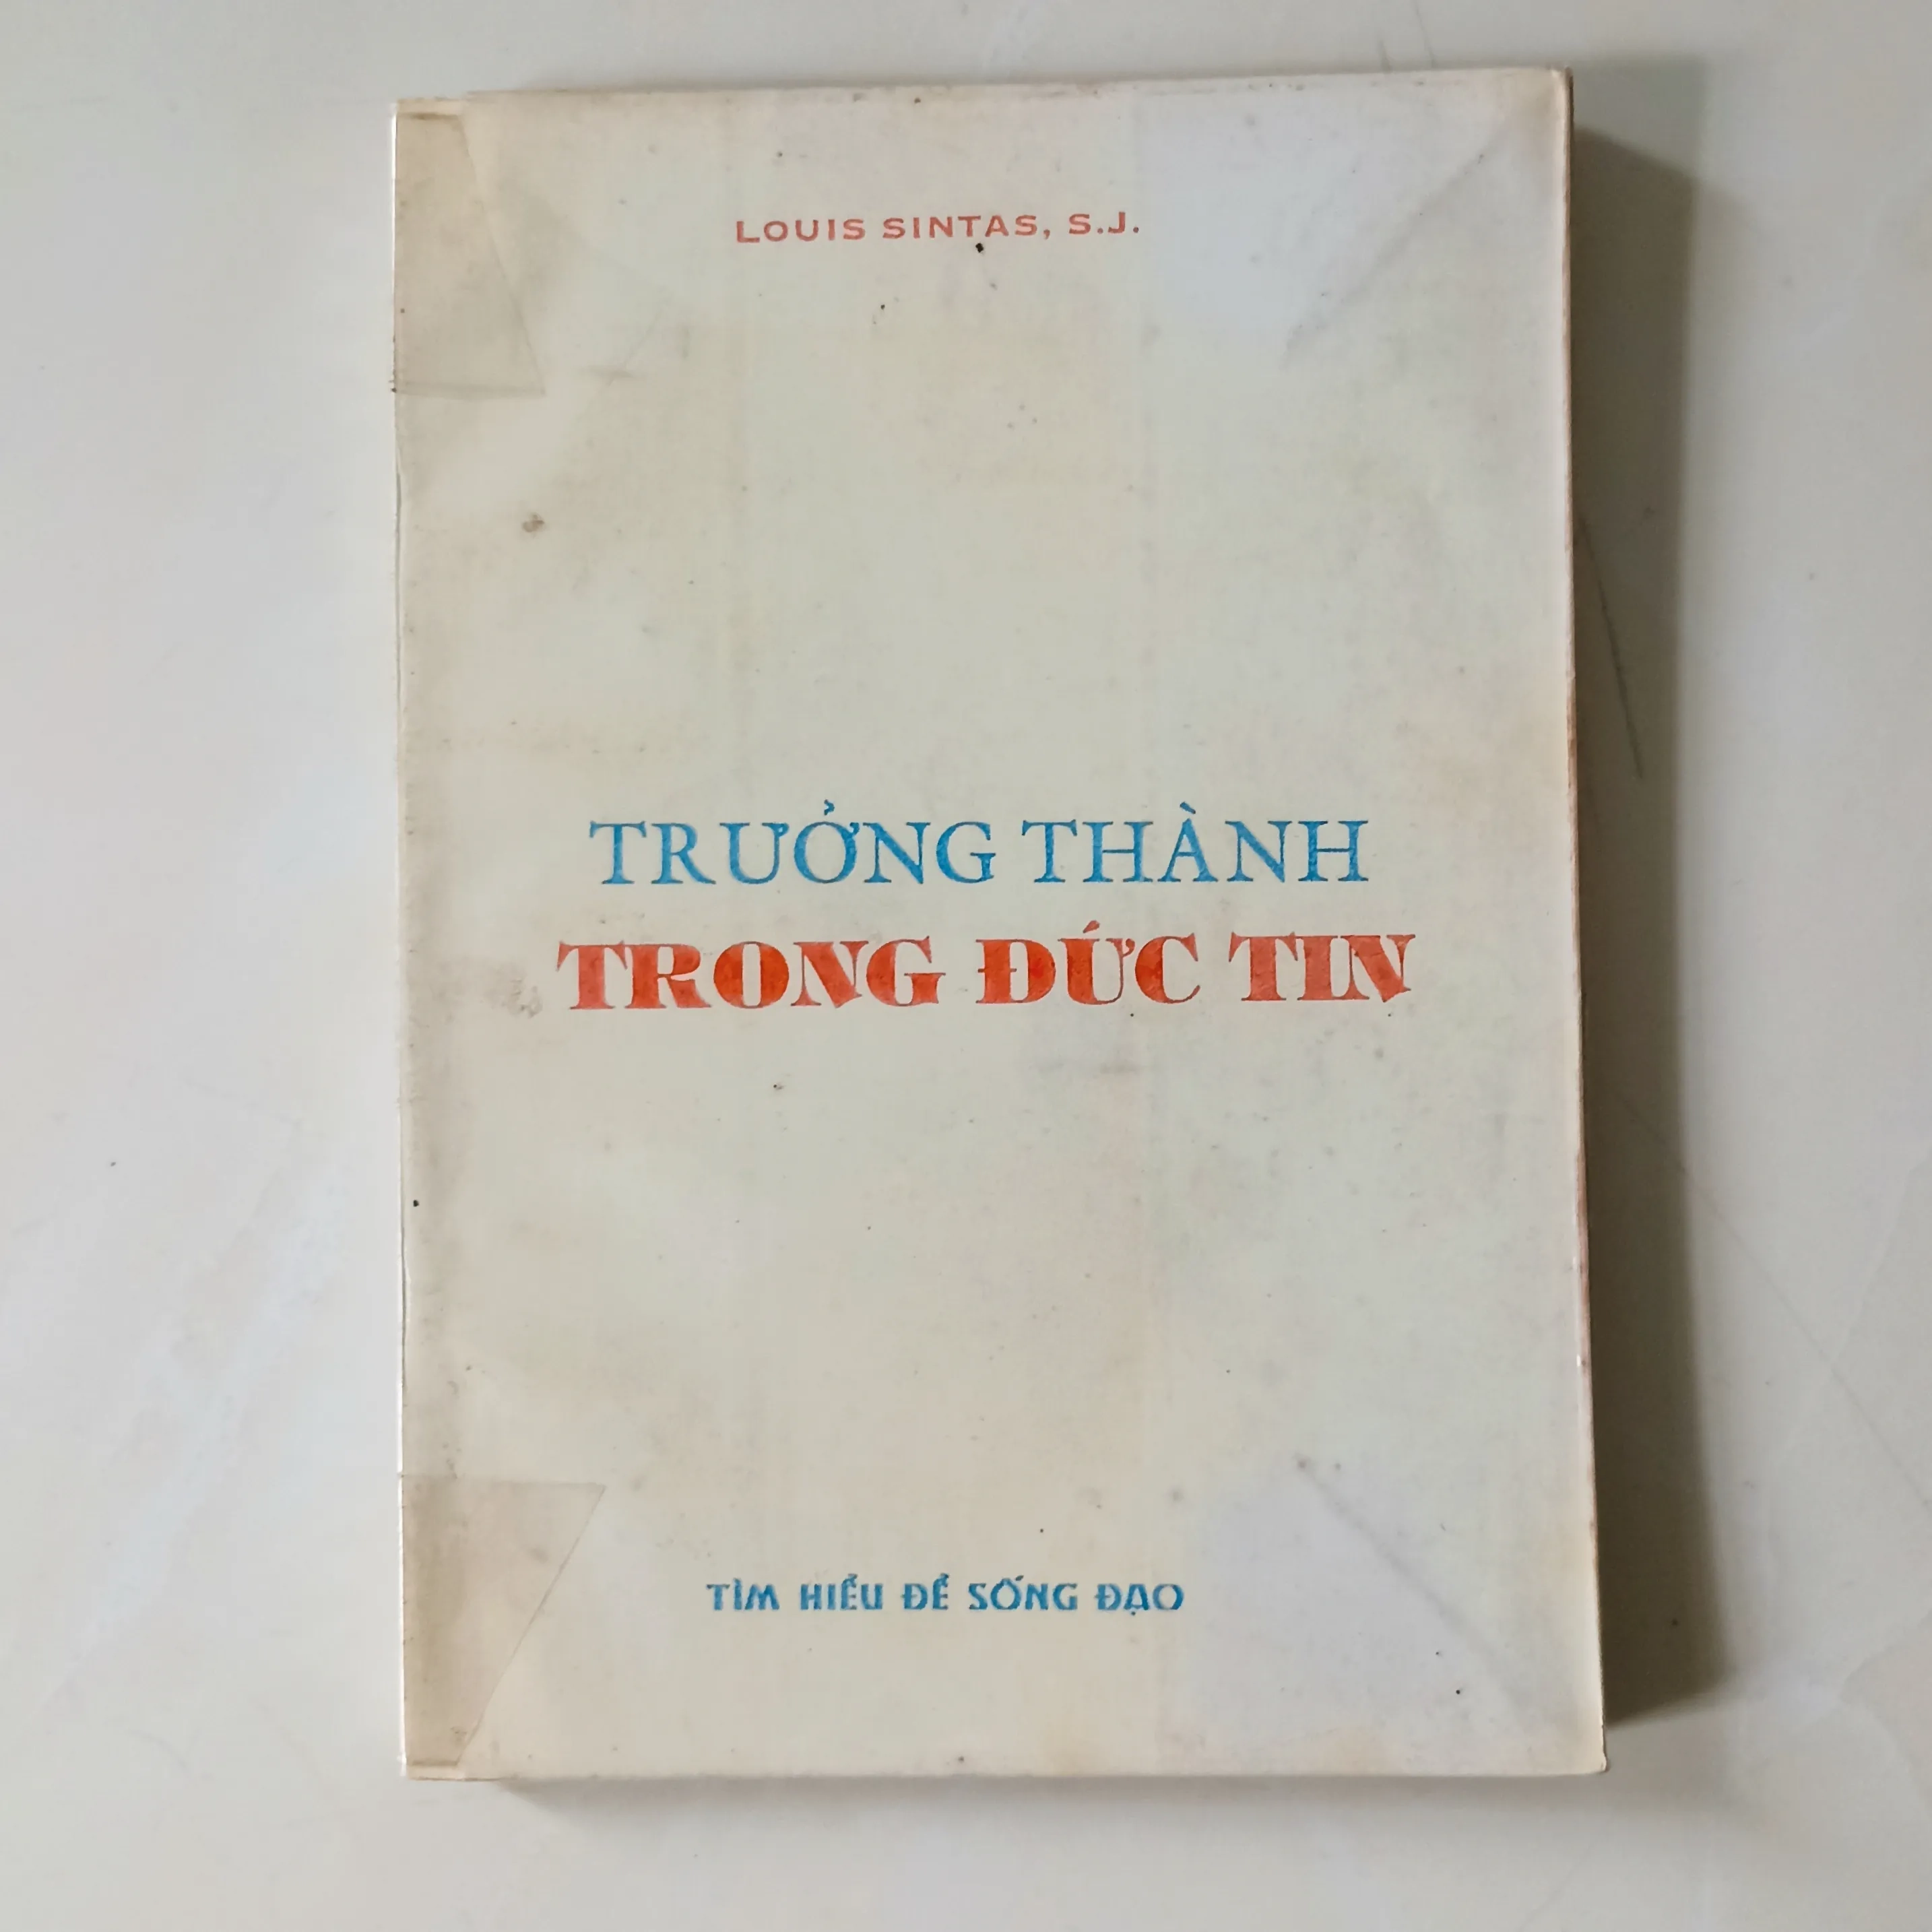 LOUIS SINTAS, S.J.
TRƯỞNG THÀNH
TRONG ĐỨC TIN
TÌM HIỂU ĐỂ SỐNG ĐẠO